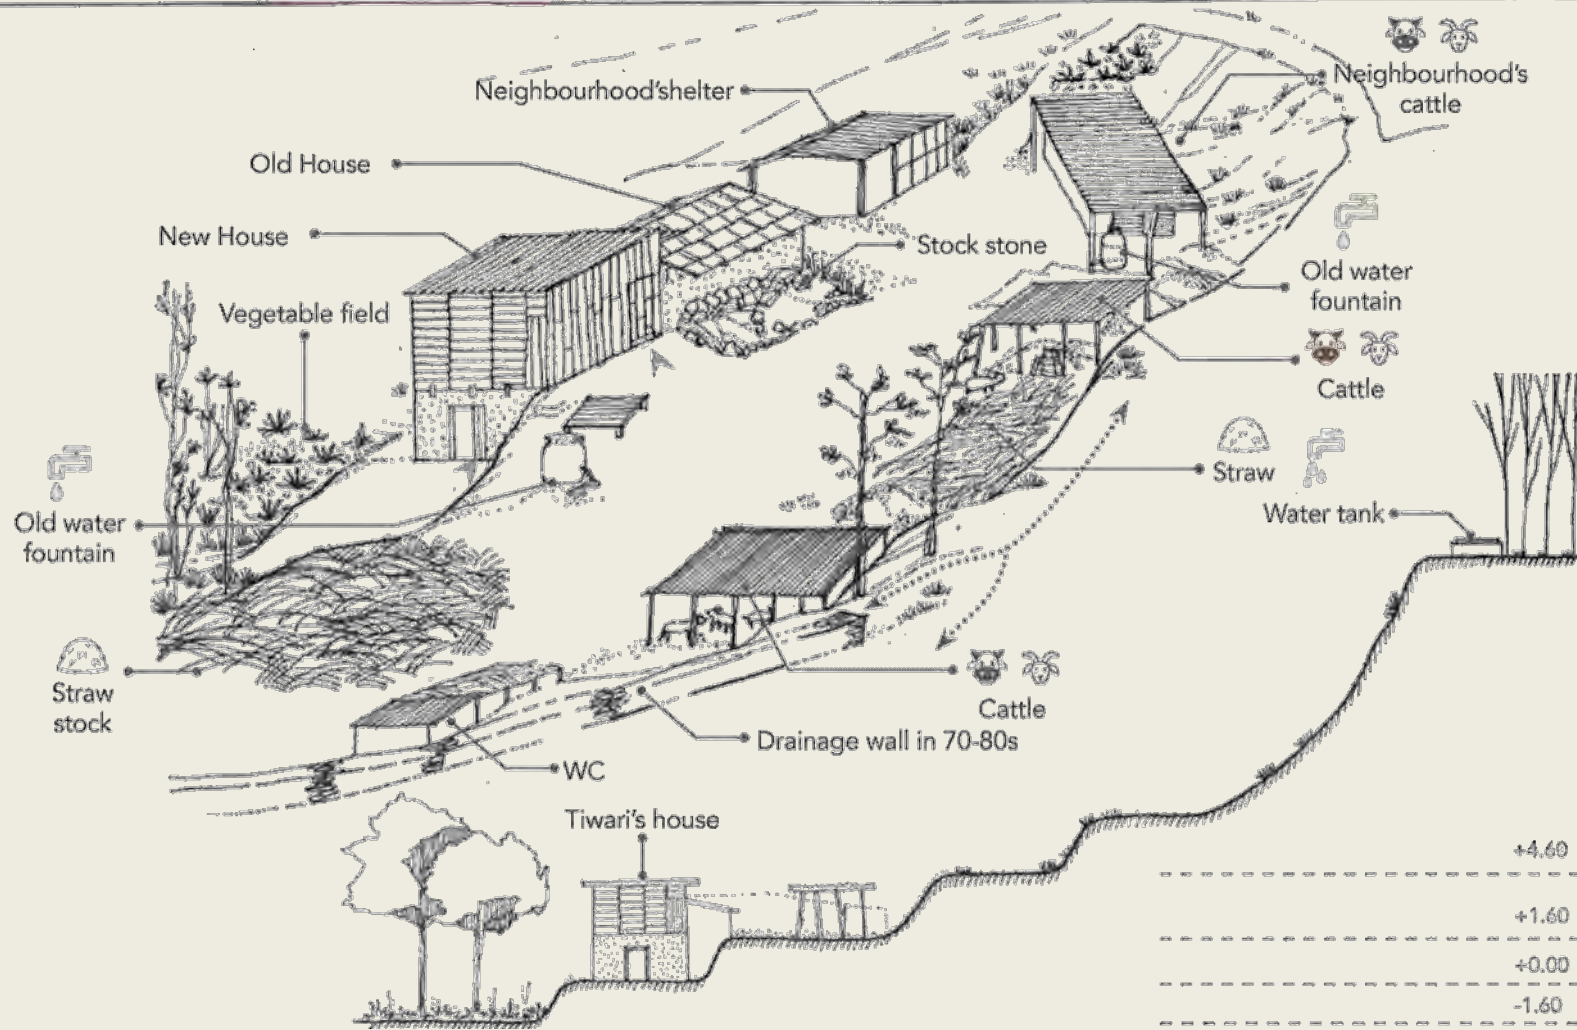 Neighbourhood's
cattle
Neighbourhood'shelter
Old House
New House
Stock stone
Old water
fountain
Vegetable field
Cattle
Straw
Water tank
Old water
fountain
Straw
stock
Cattle
Drainage wall in 70-80s
WC
Tiwari's house
+4.60
+1.60
+0.00
-1.60